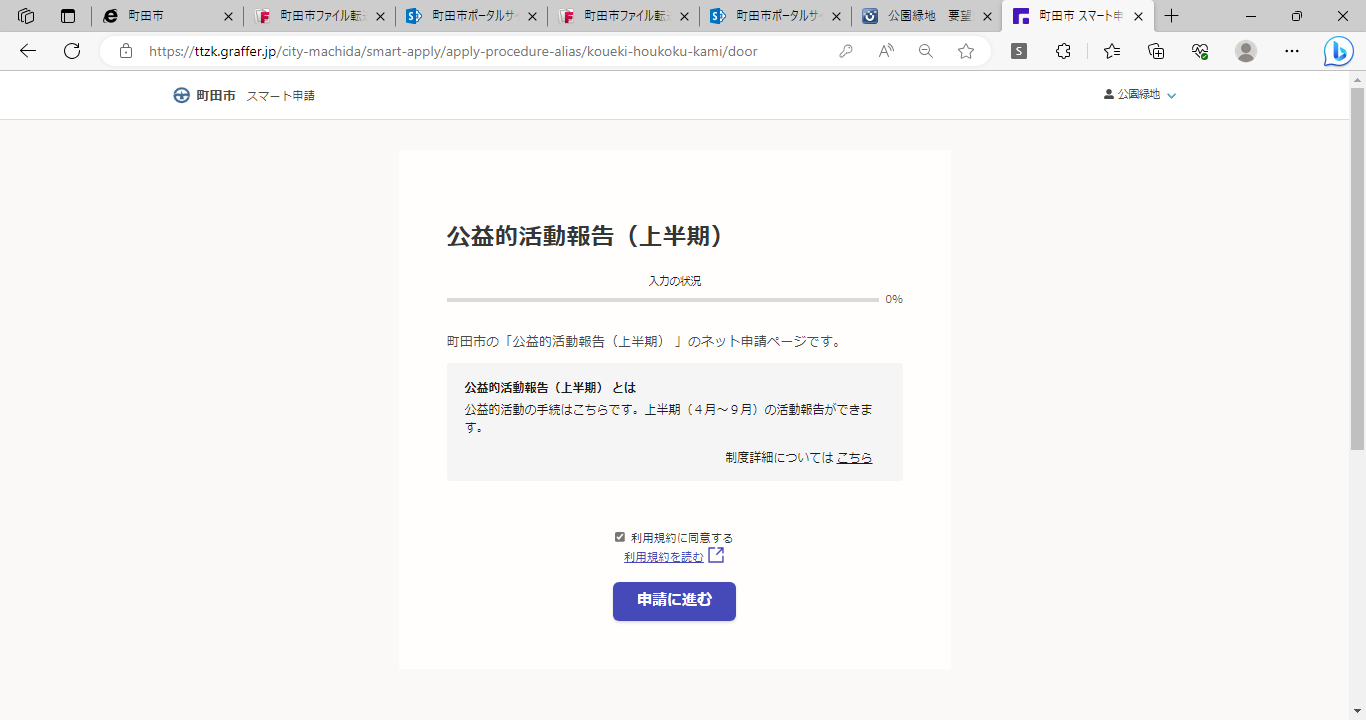 町田市
町田市ファイル転
町田市ポータルサイ
町田市ファイル転
町田市ポータルサイ
公園緑地 要望
町田市 スマート申
https://ttzk.graffer.jp/city-machida/smart-apply/apply-procedure-alias/koueki-houkoku-kami/door
町田市 スマート申請
公園緑地
公益的活動報告（上半期）
入力の状況
0%
町田市の「公益的活動報告（上半期） 」のネット申請ページです。
公益的活動報告（上半期） とは
公益的活動の手続はこちらです。上半期（４月～９月）の活動報告ができま
す。
制度詳細については こちら
利用規約に同意する
利用規約を読む
申請に進む